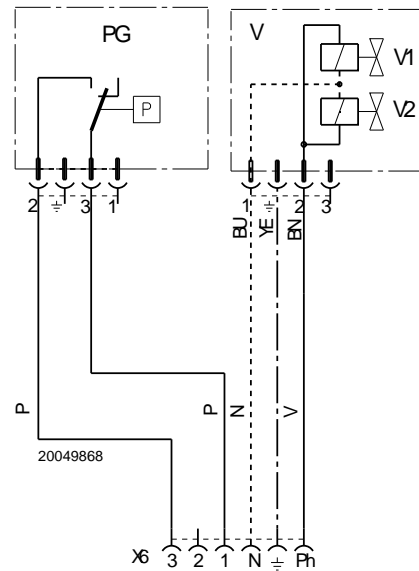 PG
V
V1
P
V2
2 3 1
1 2 3
BU
YE
BN
P
P
N
V
20049868
X6 3 2 1 N Ph